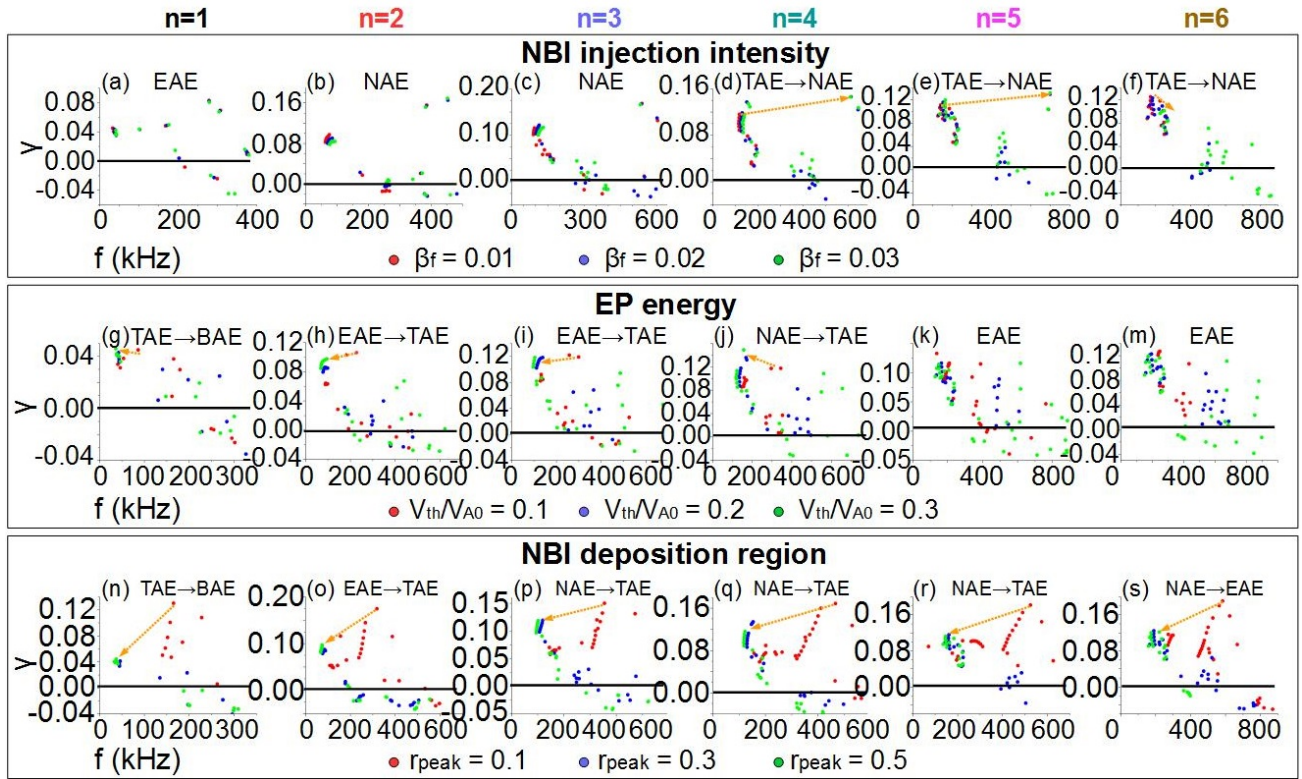 n=1 n=2 n=3 n=4 n=5 n=6
NBI injection intensity
(a) EAE (b) NAE (c) NAE (d) TAE→NAE (e) TAE→NAE (f) TAE→NAE
γ
0.08 0.04 0.00 -0.04
0.16 0.08 0.00
0.20 0.10 0.00
0.16 0.08 0.00
0.12 0.08 0.04 0.00 -0.04
0.12 0.08 0.04 0.00 -0.04
0 200 400 0 200 400 0 300 600 0 200 400 600 0 400 800 0 400 800
f (kHz)
βf = 0.01 βf = 0.02 βf = 0.03
EP energy
(g) TAE→BAE (h) EAE→TAE (i) EAE→TAE (j) NAE→TAE (k) EAE (m) EAE
γ
0.04 0.00 -0.04
0.12 0.08 0.04 0.00 -0.04
0.12 0.08 0.04 0.00 -0.04
0.16 0.12 0.08 0.04 0.00 -0.04
0.10 0.05 0.00 -0.05
0.12 0.08 0.04 0.00 -0.04
0 100 200 300 0 200 400 600 0 200 400 600 0 200 400 600 0 400 800 0 400 800
f (kHz)
Vth/VA0 = 0.1 Vth/VA0 = 0.2 Vth/VA0 = 0.3
NBI deposition region
(n) TAE→BAE (o) EAE→TAE (p) NAE→TAE (q) NAE→TAE (r) NAE→TAE (s) NAE→EAE
γ
0.12 0.08 0.04 0.00 -0.04
0.20 0.10 0.00
0.15 0.10 0.05 0.00 -0.05
0.16 0.08 0.00
0.16 0.08 0.00
0.16 0.08 0.00
0 100 200 300 0 200 400 600 0 200 400 600 0 200 400 600 0 200 400 600 0 200 400 600 800
f (kHz)
rpeak = 0.1 rpeak = 0.3 rpeak = 0.5